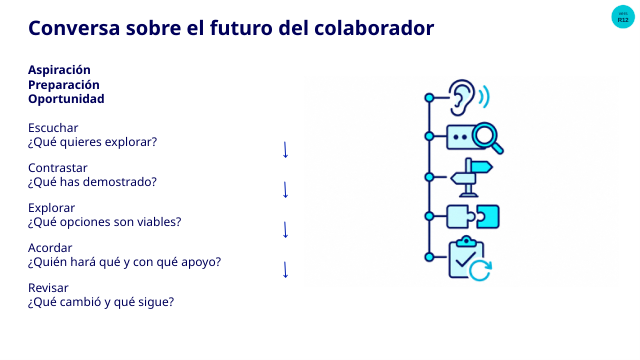 Conversa sobre el futuro del colaborador
R12
Aspiración
Preparación
Oportunidad
Escuchar
¿Qué quieres explorar?
Contrastar
¿Qué has demostrado?
Explorar
¿Qué opciones son viables?
Acordar
¿Quién hará qué y con qué apoyo?
Revisar
¿Qué cambió y qué sigue?